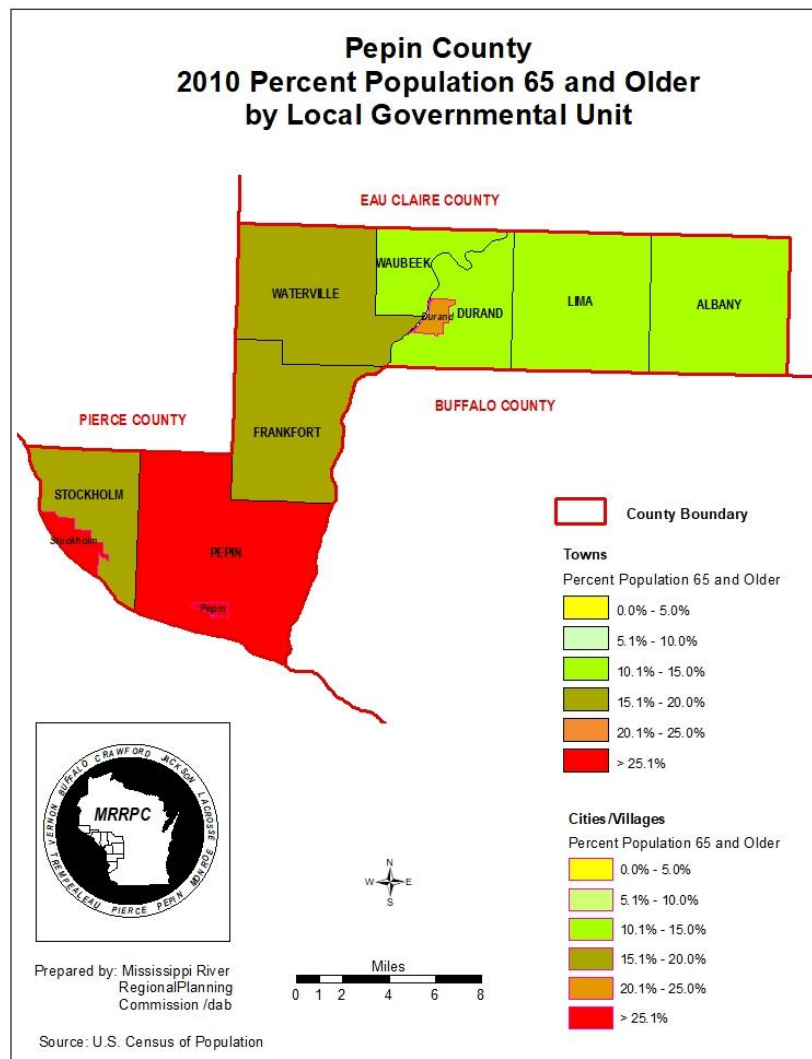 Pepin County
2010 Percent Population 65 and Older
by Local Governmental Unit
EAU CLAIRE COUNTY
WAUBEEK
WATERVILLE
LIMA
ALBANY
Durand
DURAND
BUFFALO COUNTY
PIERCE COUNTY
FRANKFORT
STOCKHOLM
Stockholm
PEPIN
Pepin
County Boundary
Towns
Percent Population 65 and Older
0.0% - 5.0%
5.1% - 10.0%
10.1% - 15.0%
15.1% - 20.0%
20.1% - 25.0%
> 25.1%
Cities/Villages
Percent Population 65 and Older
0.0% - 5.0%
5.1% - 10.0%
10.1% - 15.0%
15.1% - 20.0%
20.1% - 25.0%
> 25.1%
VERNON BUFFALO CRAWFORD JACKSON LACROSSE
MRRPC
TREMPEALEAU PIERCE PEPIN MONROE
N
W E
S
Prepared by: Mississippi River
RegionalPlanning
Commission /dab
Miles
0 1 2 4 6 8
Source: U.S. Census of Population